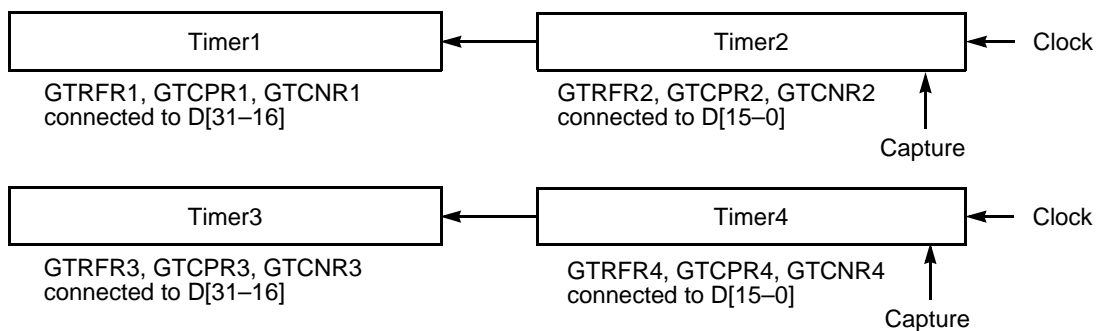 Timer1
Timer2
Clock
GTRFR1, GTCPR1, GTCNR1
connected to D[31–16]
GTRFR2, GTCPR2, GTCNR2
connected to D[15–0]
Capture
Timer3
Timer4
Clock
GTRFR3, GTCPR3, GTCNR3
connected to D[31–16]
GTRFR4, GTCPR4, GTCNR4
connected to D[15–0]
Capture